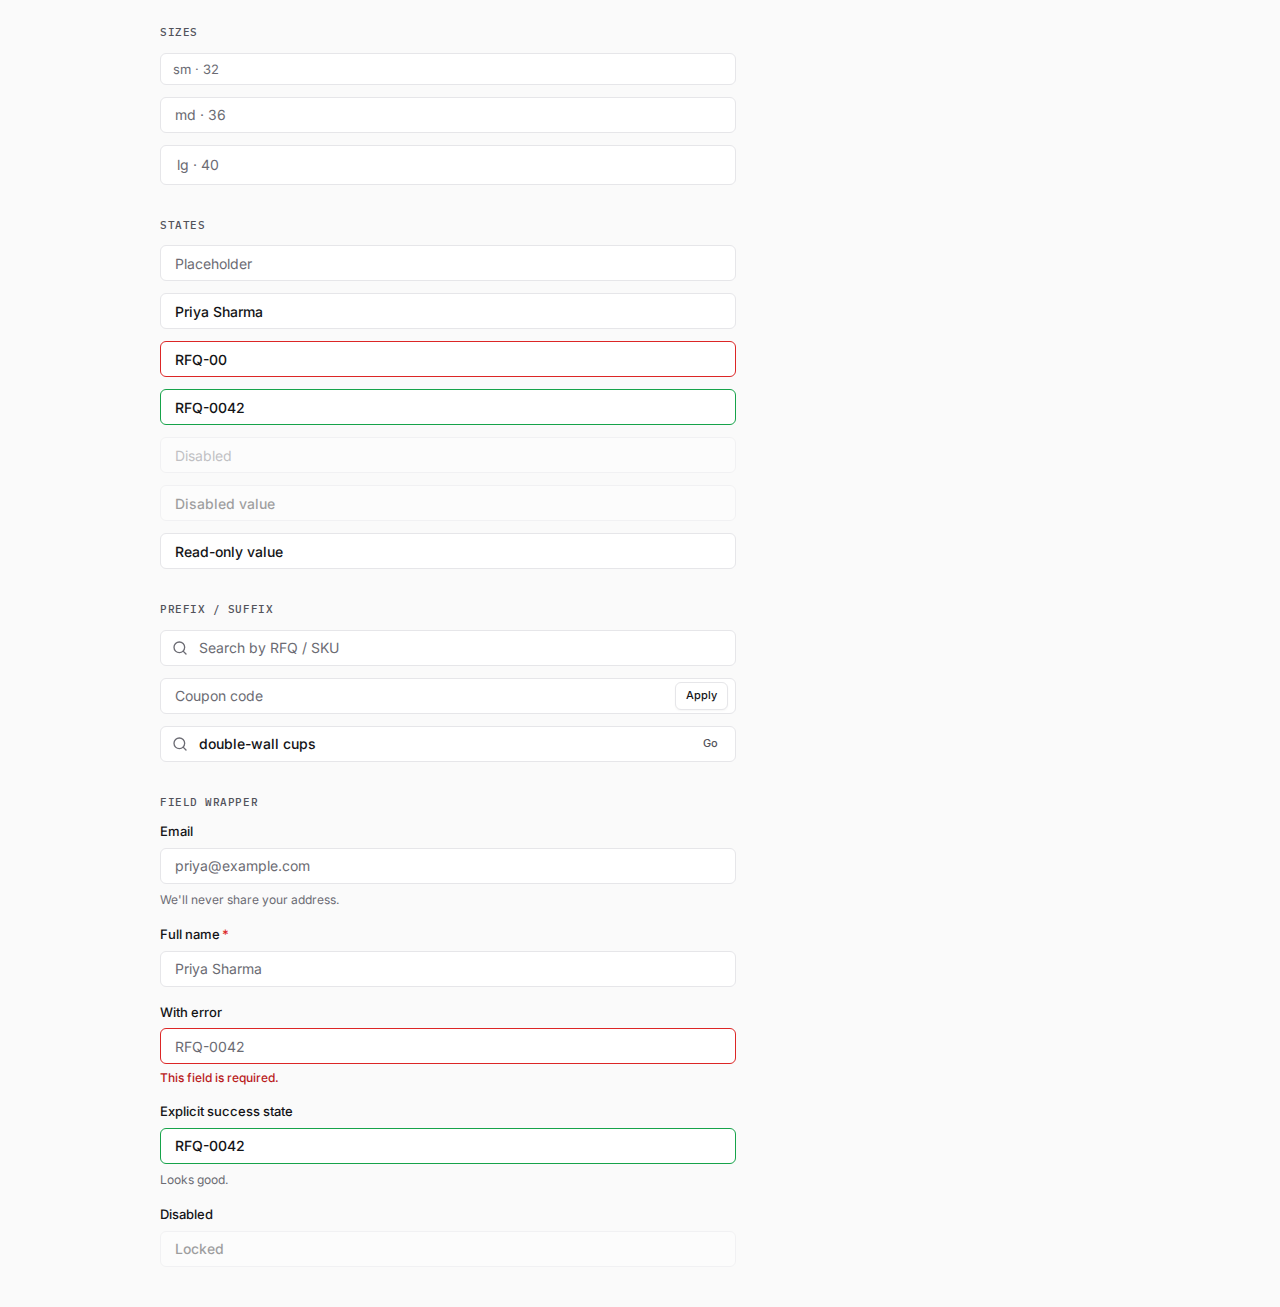 SIZES
sm · 32
md · 36
lg · 40
STATES
Placeholder
Priya Sharma
RFQ-00
RFQ-0042
Disabled
Disabled value
Read-only value
PREFIX / SUFFIX
Search by RFQ / SKU
Coupon code Apply
double-wall cups Go
FIELD WRAPPER
Email
priya@example.com
We'll never share your address.
Full name *
Priya Sharma
With error
RFQ-0042
This field is required.
Explicit success state
RFQ-0042
Looks good.
Disabled
Locked